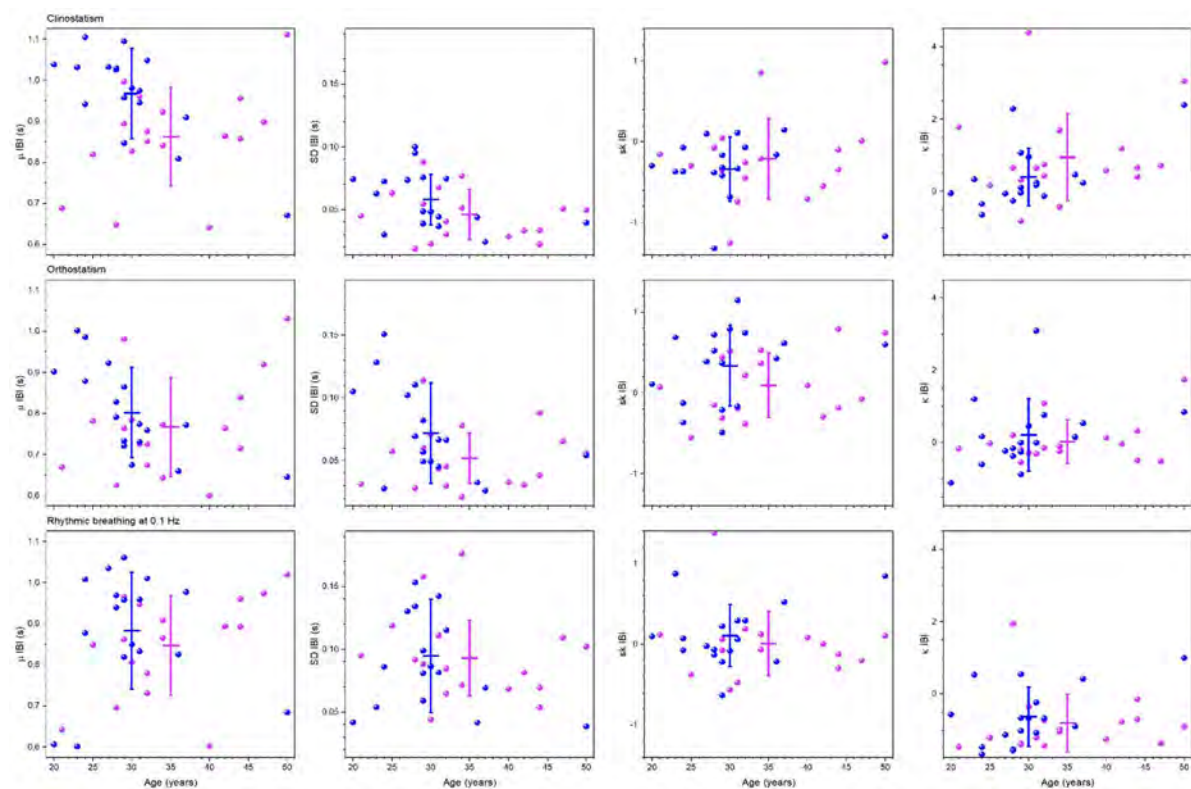 Clinostatism
1.1
1.0
0.9
0.8
0.7
0.6
μ IBI (s)
0.15
0.10
0.05
SD IBI (s)
1
0
-1
sk IBI
4
2
0
κ IBI
Orthostatism
1.1
1.0
0.9
0.8
0.7
0.6
μ IBI (s)
0.15
0.10
0.05
SD IBI (s)
1
0
-1
sk IBI
4
2
0
κ IBI
Rhythmic breathing at 0.1 Hz
1.1
1.0
0.9
0.8
0.7
0.6
μ IBI (s)
0.15
0.10
0.05
SD IBI (s)
1
0
-1
sk IBI
4
2
0
κ IBI
20 25 30 35 40 45 50
20 25 30 35 40 45 50
20 25 30 35 40 45 50
20 25 30 35 40 45 50
Age (years)
Age (years)
Age (years)
Age (years)